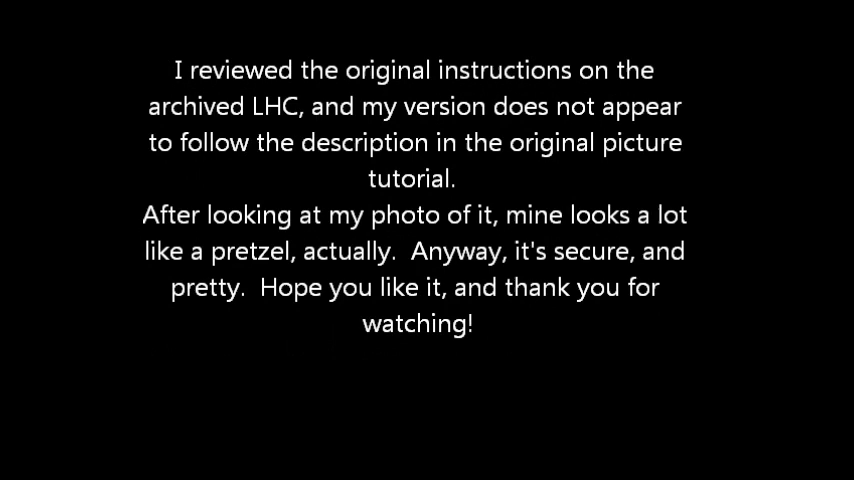 I reviewed the original instructions on the
archived LHC, and my version does not appear
to follow the description in the original picture
tutorial.
After looking at my photo of it, mine looks a lot
like a pretzel, actually.  Anyway, it's secure, and
pretty.  Hope you like it, and thank you for
watching!